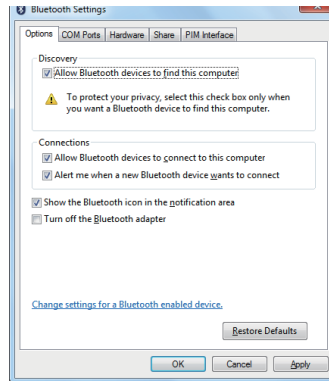 Bluetooth Settings
Options COM Ports Hardware Share PIM Interface
Discovery
Allow Bluetooth devices to find this computer
To protect your privacy, select this check box only when
you want a Bluetooth device to find this computer.
Connections
Allow Bluetooth devices to connect to this computer
Alert me when a new Bluetooth device wants to connect
Show the Bluetooth icon in the notification area
Turn off the Bluetooth adapter
Change settings for a Bluetooth enabled device.
Restore Defaults
OK Cancel Apply